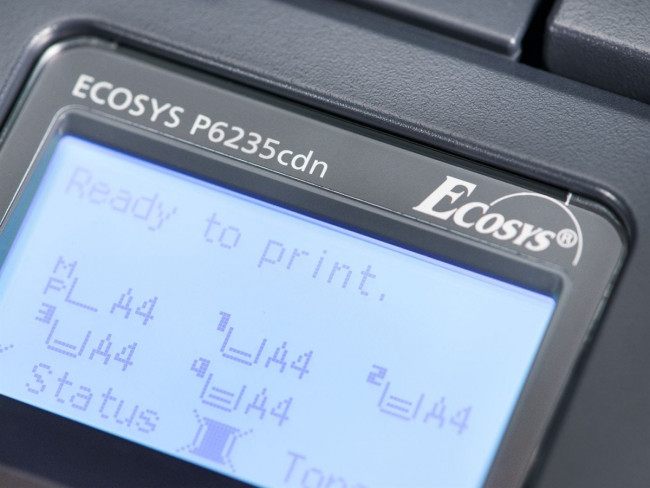 ECOSYS P6235cdn
ECOSYS®
Ready to print.
MP A4 1 A4 2 A4
3 A4 4 A4
Status